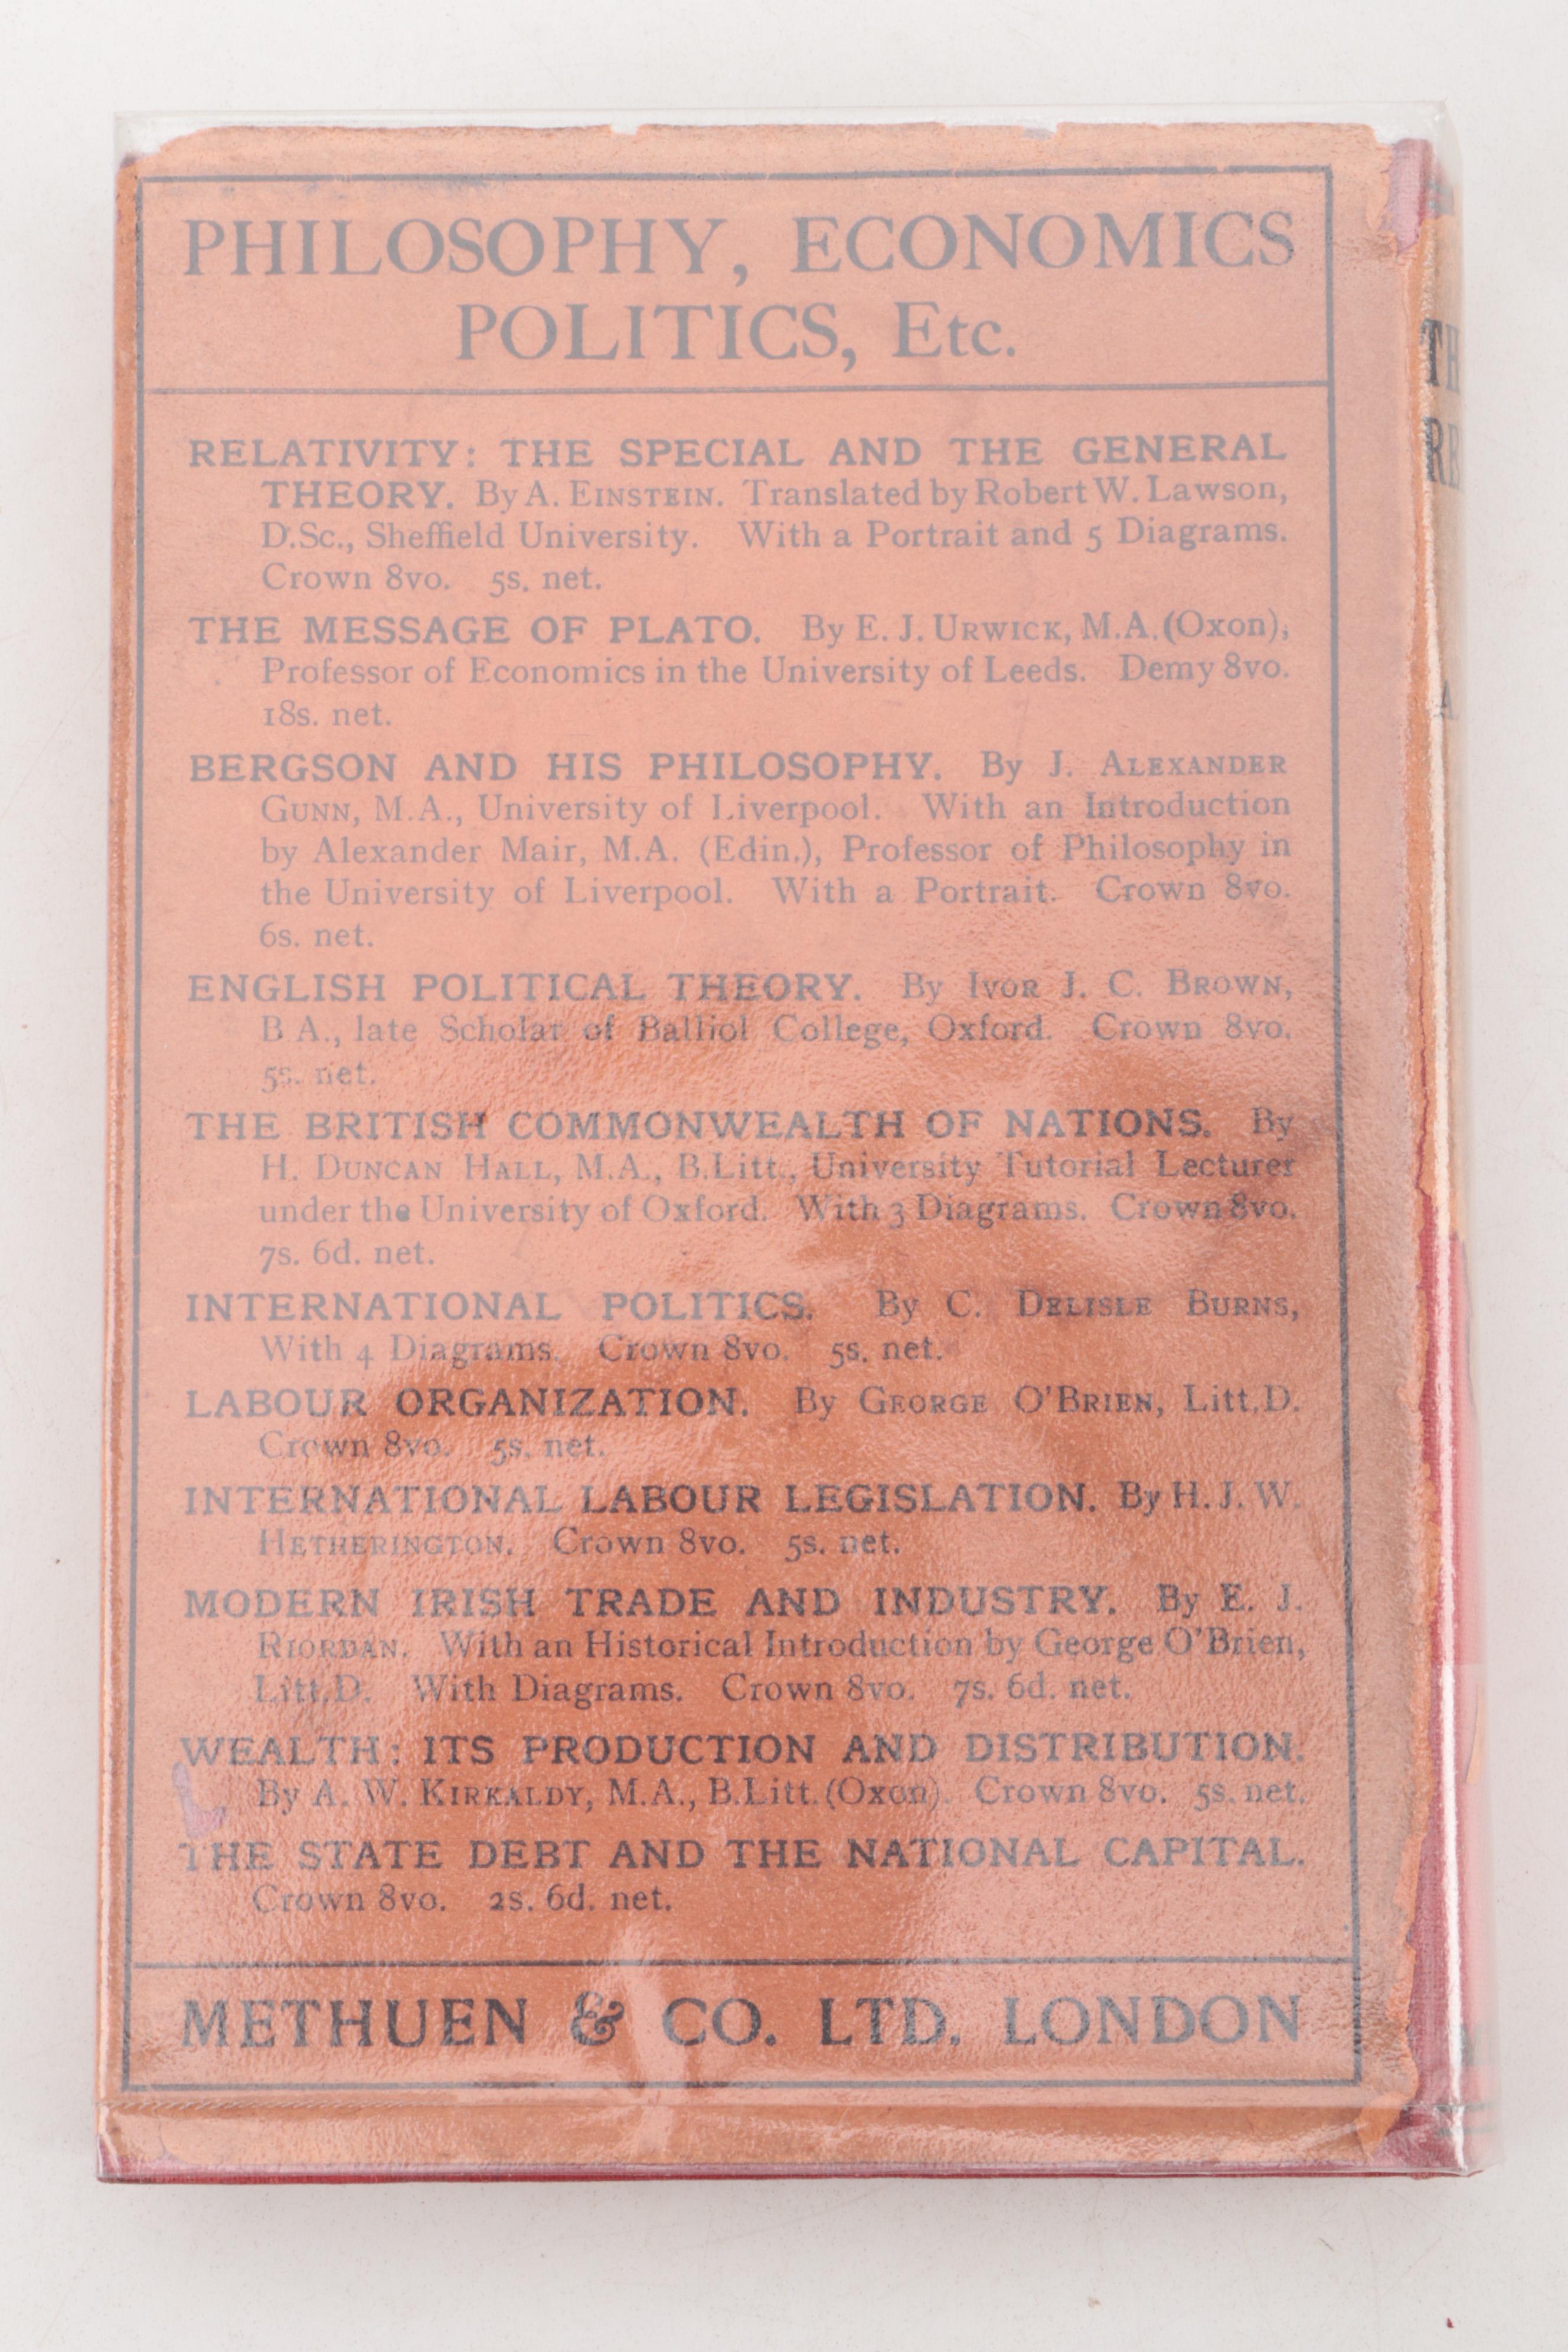 PHILOSOPHY, ECONOMICS
POLITICS, Etc.
RELATIVITY: THE SPECIAL AND THE GENERAL
THEORY. By A. EINSTEIN. Translated by Robert W. Lawson,
D.Sc., Sheffield University. With a Portrait and 5 Diagrams.
Crown 8vo. 5s. net.
THE MESSAGE OF PLATO. By E. J. URWICK, M.A.(Oxon),
Professor of Economics in the University of Leeds. Demy 8vo.
18s. net.
BERGSON AND HIS PHILOSOPHY. By J. ALEXANDER
GUNN, M.A., University of Liverpool. With an Introduction
by Alexander Mair, M.A. (Edin.), Professor of Philosophy in
the University of Liverpool. With a Portrait. Crown 8vo.
6s. net.
ENGLISH POLITICAL THEORY. By IVOR J. C. BROWN,
B A., late Scholar of Balliol College, Oxford. Crown 8vo.
5s. net.
THE BRITISH COMMONWEALTH OF NATIONS. By
H. DUNCAN HALL, M.A., B.Litt., University Tutorial Lecturer
under the University of Oxford. With 3 Diagrams. Crown 8vo.
7s. 6d. net.
INTERNATIONAL POLITICS. By C. DELISLE BURNS,
With 4 Diagrams. Crown 8vo. 5s. net.
LABOUR ORGANIZATION. By GEORGE O'BRIEN, Litt.D.
Crown 8vo. 5s. net.
INTERNATIONAL LABOUR LEGISLATION. By H. J. W.
HETHERINGTON. Crown 8vo. 5s. net.
MODERN IRISH TRADE AND INDUSTRY. By E. J.
RIORDAN. With an Historical Introduction by George O'Brien,
Litt.D. With Diagrams. Crown 8vo. 7s. 6d. net.
WEALTH: ITS PRODUCTION AND DISTRIBUTION.
By A. W. KIRKALDY, M.A., B.Litt.(Oxon). Crown 8vo. 5s. net.
THE STATE DEBT AND THE NATIONAL CAPITAL.
Crown 8vo. 2s. 6d. net.
METHUEN & CO. LTD. LONDON
TH
RE
A